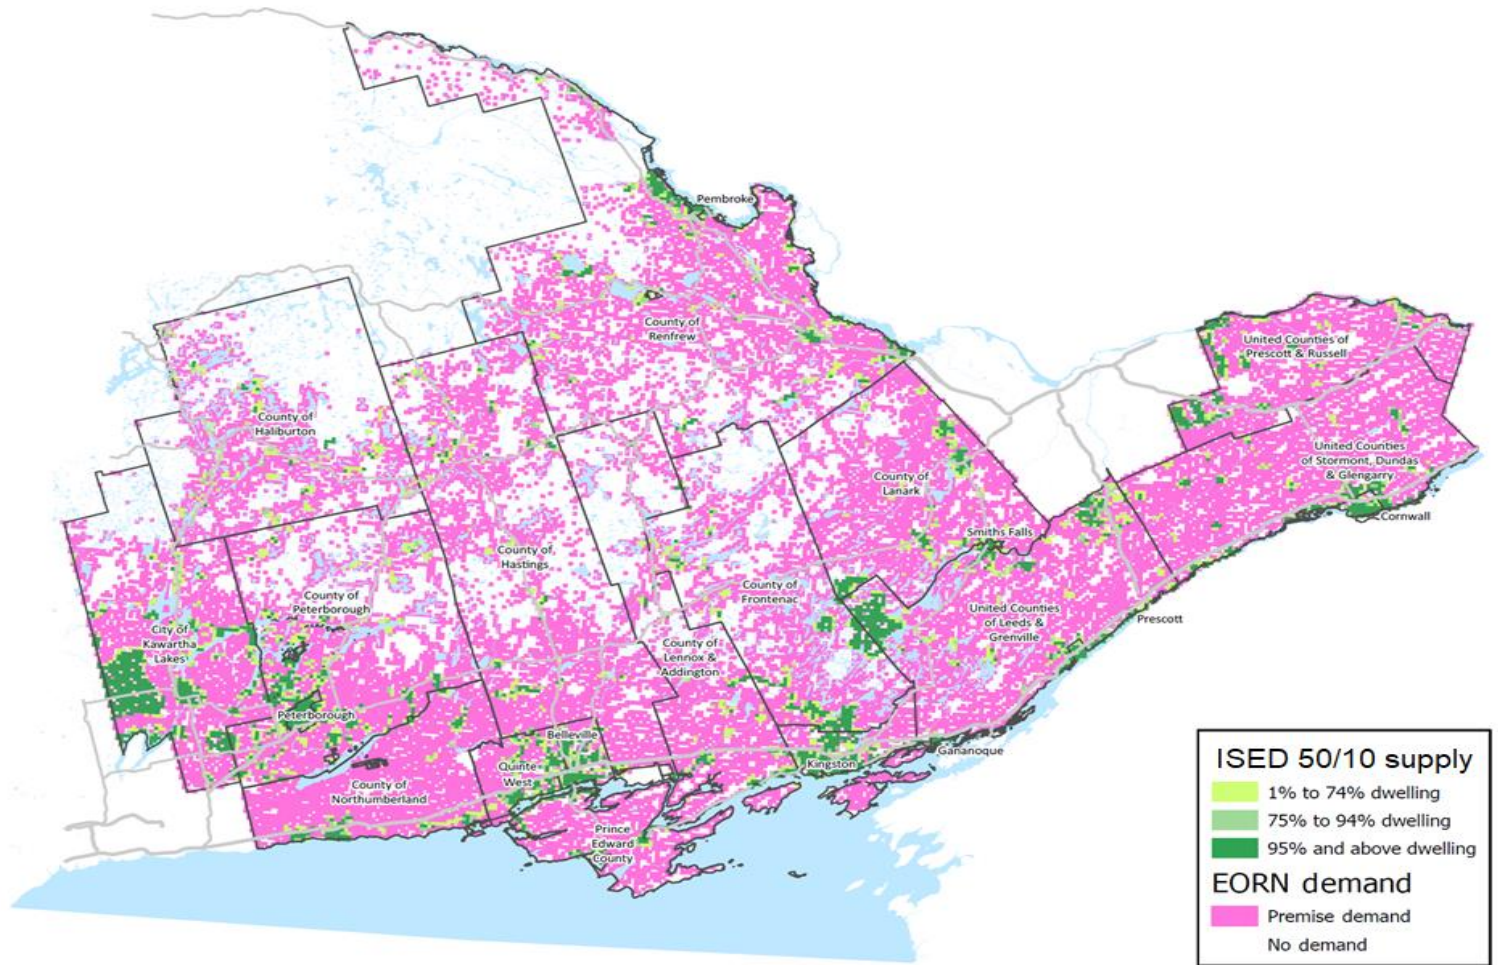 Pembroke
County of
Renfrew
United Counties of
Prescott & Russell
County of
Haliburton
United Counties
of Stormont, Dundas
& Glengarry
County of
Lanark
Cornwall
Smiths Falls
County of
Hastings
County of
Frontenac
County of
Peterborough
United Counties
of Leeds &
Grenville
Prescott
City of
Kawartha
Lakes
County of
Lennox &
Addington
Peterborough
Belleville
Gananoque
Quinte
West
Kingston
County of
Northumberland
Prince
Edward
County
ISED 50/10 supply
1% to 74% dwelling
75% to 94% dwelling
95% and above dwelling
EORN demand
Premise demand
No demand